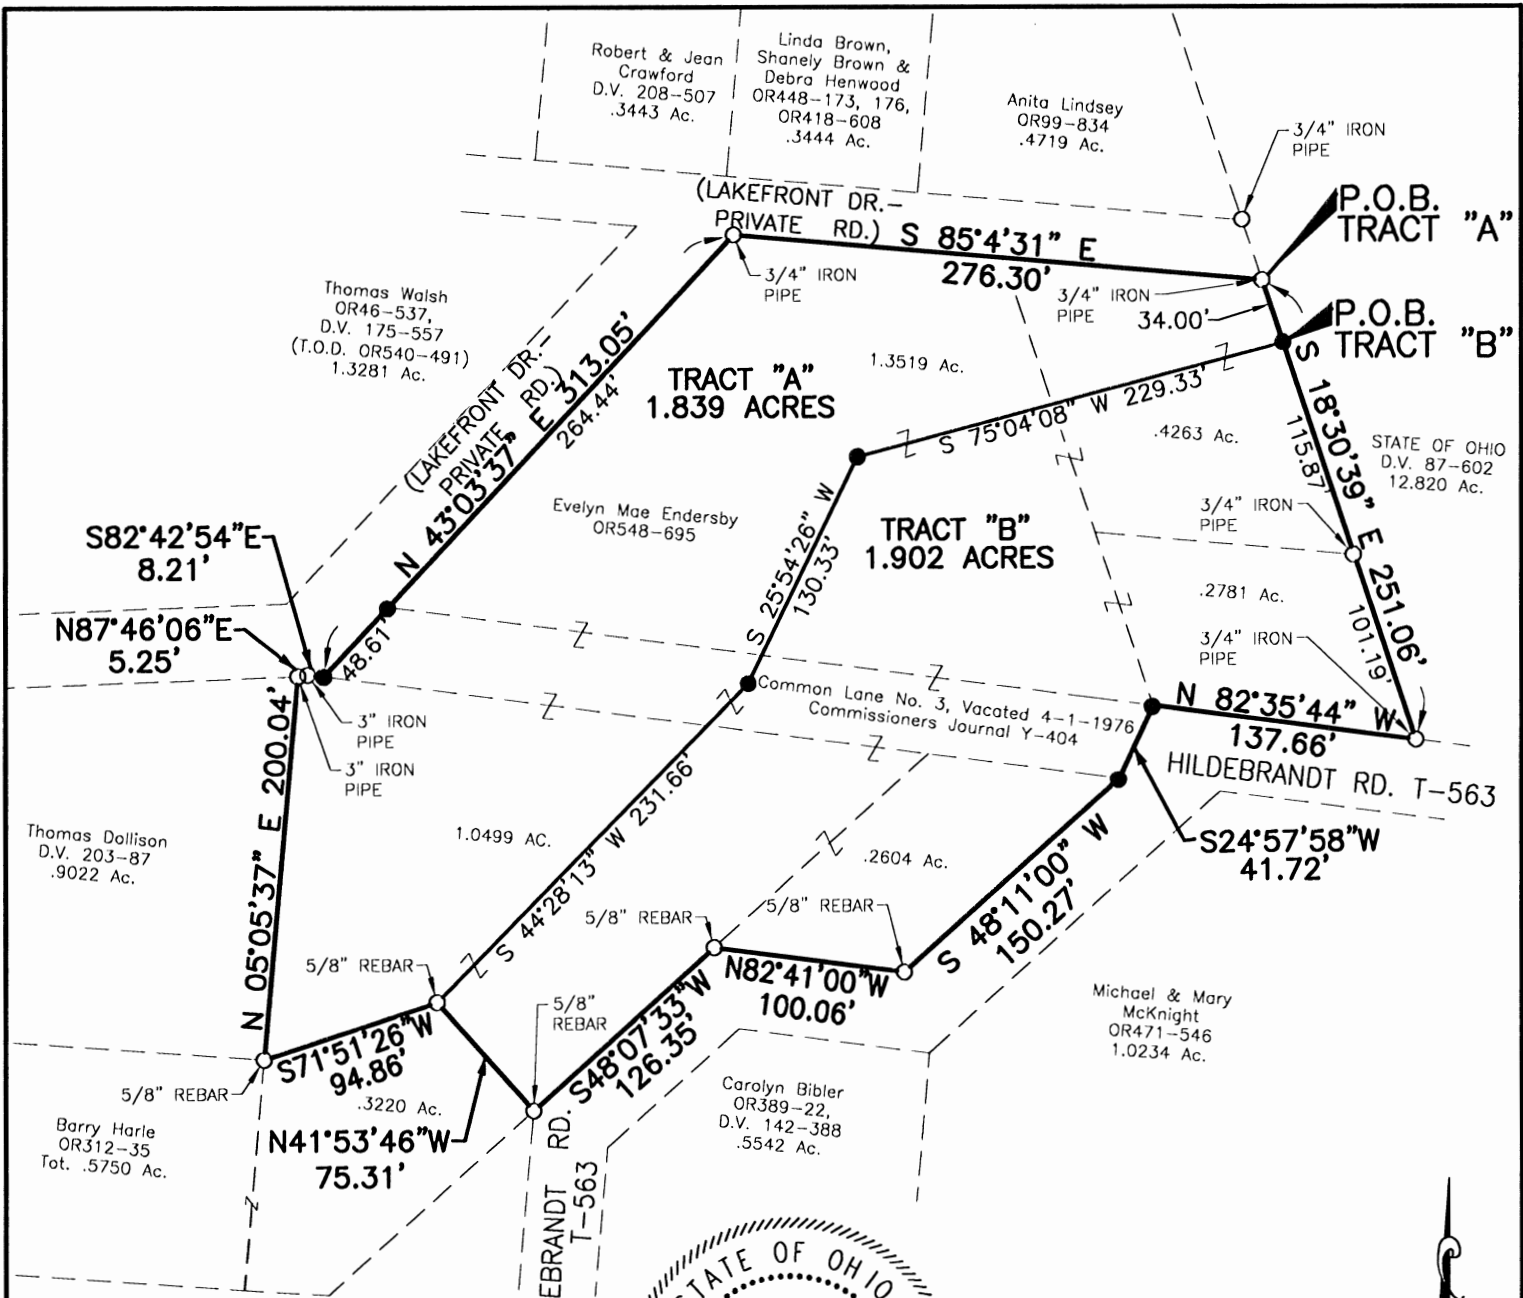 Robert & Jean
Crawford
D.V. 208-507
.3443 Ac.
Linda Brown,
Shanely Brown &
Debra Henwood
OR448-173, 176,
OR418-608
.3444 Ac.
Anita Lindsey
OR99-834
.4719 Ac.
3/4" IRON
PIPE
P.O.B.
TRACT "A"
(LAKEFRONT DR.-
PRIVATE RD.)
S 85°4'31" E
276.30'
3/4" IRON
PIPE
3/4" IRON
PIPE
34.00'
P.O.B.
TRACT "B"
Thomas Walsh
OR46-537,
D.V. 175-557
(T.O.D. OR540-491)
1.3281 Ac.
(LAKEFRONT DR.-
PRIVATE RD.)
N 43°03'37" E 313.05'
264.44'
TRACT "A"
1.839 ACRES
1.3519 Ac.
S 75°04'08" W 229.33'
.4263 Ac.
S 18°30'39" E 251.06'
115.87'
STATE OF OHIO
D.V. 87-602
12.820 Ac.
3/4" IRON
PIPE
Evelyn Mae Endersby
OR548-695
TRACT "B"
1.902 ACRES
S 25°54'26" W
130.33'
S82°42'54"E
8.21'
N87°46'06"E
5.25'
48.61'
.2781 Ac.
3/4" IRON
PIPE
101.19'
3" IRON
PIPE
3" IRON
PIPE
Common Lane No. 3, Vacated 4-1-1976
Commissioners Journal Y-404
N 82°35'44" W
137.66'
HILDEBRANDT RD. T-563
S24°57'58"W
41.72'
N 05°05'37" E 200.04'
Thomas Dollison
D.V. 203-87
.9022 Ac.
1.0499 AC.
S 44°28'13" W 231.66'
.2604 Ac.
5/8" REBAR
5/8" REBAR
S 48°11'00" W
150.27'
5/8" REBAR
N82°41'00"W
100.06'
5/8"
REBAR
S71°51'26"W
94.86'
S48°07'33"W
126.35'
Michael & Mary
McKnight
OR471-546
1.0234 Ac.
5/8" REBAR
.3220 Ac.
N41°53'46"W
75.31'
Barry Harle
OR312-35
Tot. .5750 Ac.
Carolyn Bibler
OR389-22,
D.V. 142-388
.5542 Ac.
EBRANDT RD.
T-563
STATE OF OHIO